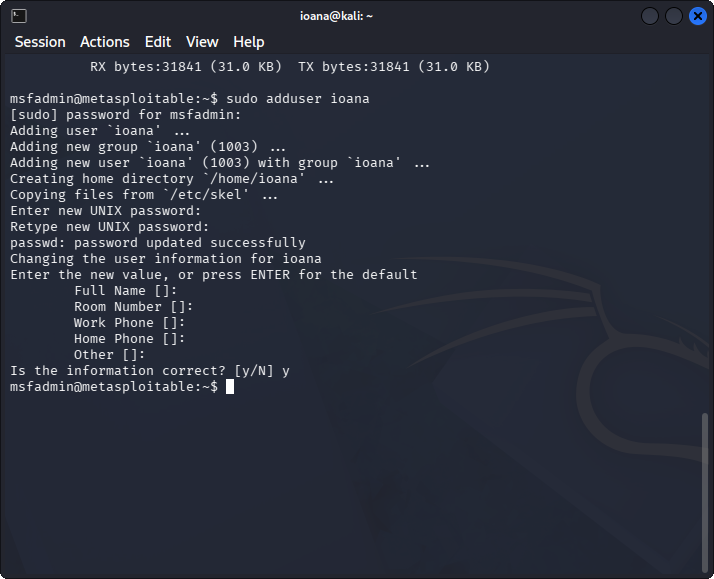 ioana@kali: ~
Session Actions Edit View Help
RX bytes:31841 (31.0 KB)  TX bytes:31841 (31.0 KB)
msfadmin@metasploitable:~$ sudo adduser ioana
[sudo] password for msfadmin:
Adding user `ioana' ...
Adding new group `ioana' (1003) ...
Adding new user `ioana' (1003) with group `ioana' ...
Creating home directory `/home/ioana' ...
Copying files from `/etc/skel' ...
Enter new UNIX password:
Retype new UNIX password:
passwd: password updated successfully
Changing the user information for ioana
Enter the new value, or press ENTER for the default
Full Name []:
Room Number []:
Work Phone []:
Home Phone []:
Other []:
Is the information correct? [y/N] y
msfadmin@metasploitable:~$